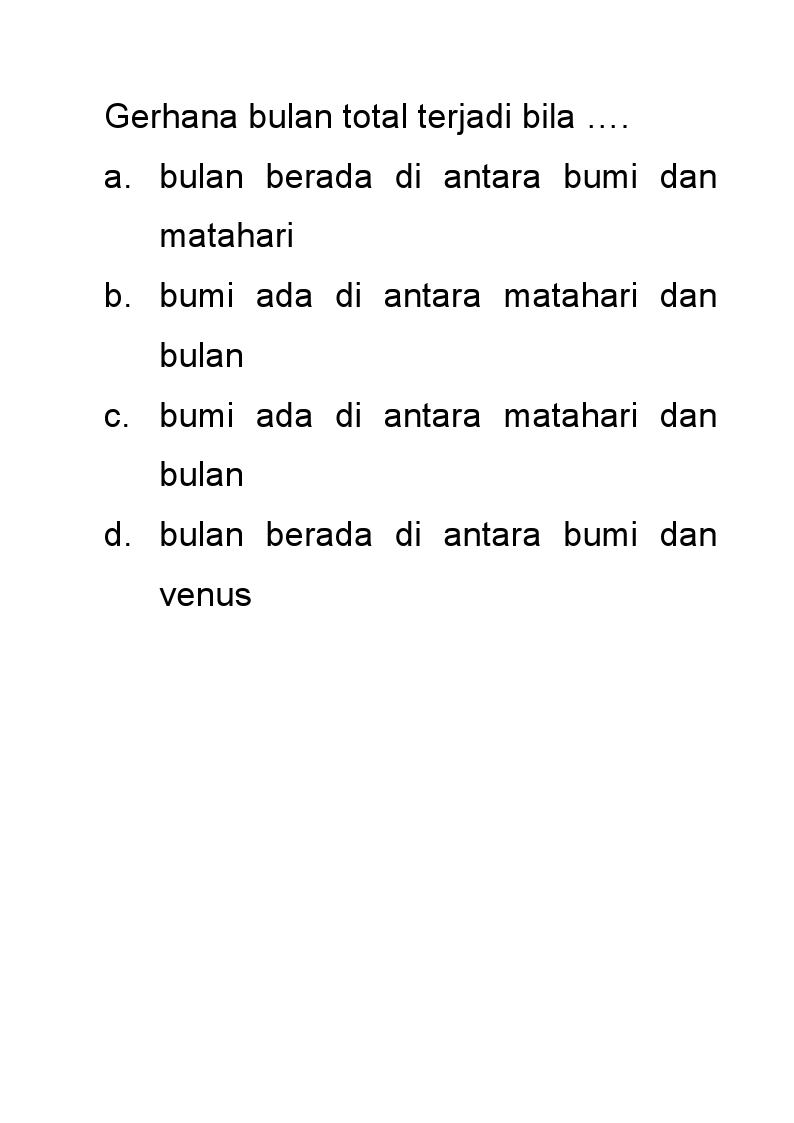 Gerhana bulan total terjadi bila ….
a. bulan berada di antara bumi dan
matahari
b. bumi ada di antara matahari dan
bulan
c. bumi ada di antara matahari dan
bulan
d. bulan berada di antara bumi dan
venus